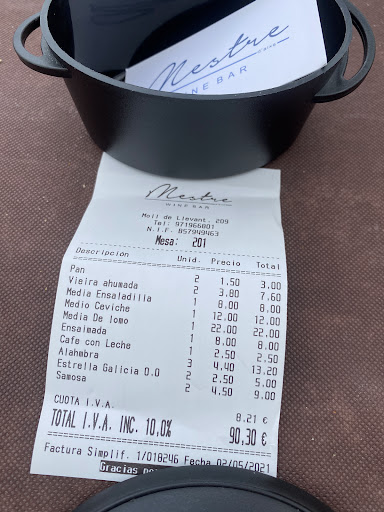 Mestre
WINE BAR
Mestre
WINE BAR
Moll de Llevant, 209
Tel: 971966801
N.I.F. B57949463
Mesa: 201
Descripción Unid. Precio Total
Pan 2 1.50 3.00
Vieira ahumada 2 3.80 7.60
Media Ensaladilla 1 8.00 8.00
Medio Ceviche 1 12.00 12.00
Media De lomo 1 22.00 22.00
Ensaimada 1 8.00 8.00
Cafe con Leche 1 2.50 2.50
Alahmbra 3 4.40 13.20
Estrella Galicia 0.0 2 2.50 5.00
Samosa 2 4.50 9.00
CUOTA I.V.A. 8.21 €
TOTAL I.V.A. INC. 10,0% 90,30 €
Factura Simplif. 1/018246 Fecha 02/05/2021
Gracias